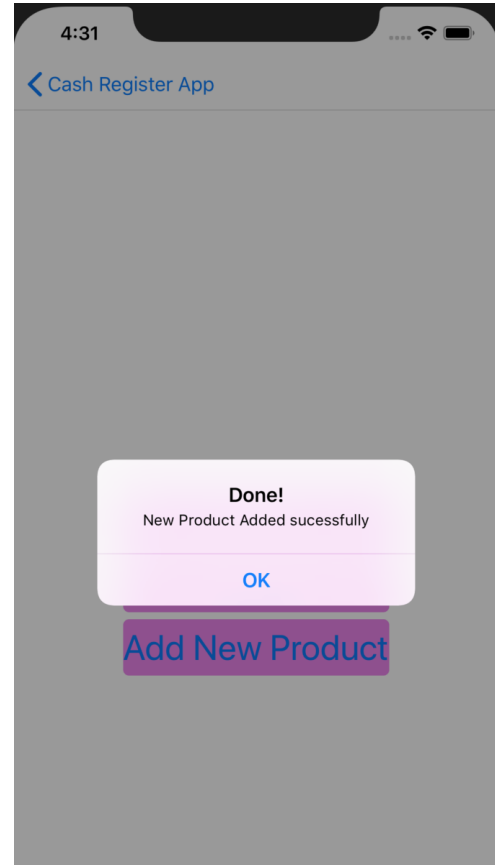 4:31
Cash Register App
Done!
New Product Added sucessfully
OK
Add New Product